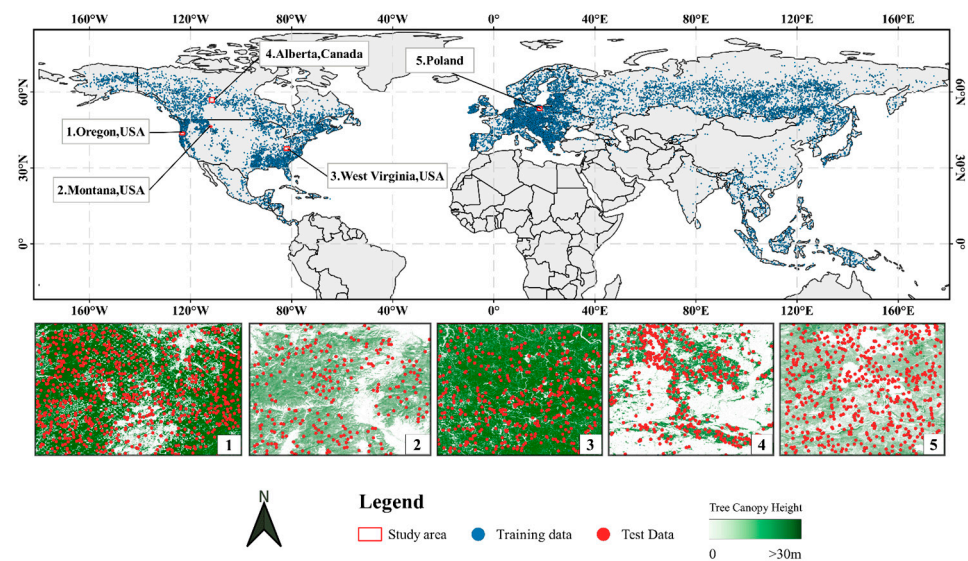 160°W 120°W 80°W 40°W 0° 40°E 80°E 120°E 160°E
4.Alberta,Canada
5.Poland
60°N 60°N
1.Oregon,USA
30°N 30°N
2.Montana,USA
3.West Virginia,USA
0° 0°
160°W 120°W 80°W 40°W 0° 40°E 80°E 120°E 160°E
1 2 3 4 5
N
Legend
Study area Training data Test Data
Tree Canopy Height
0 >30m